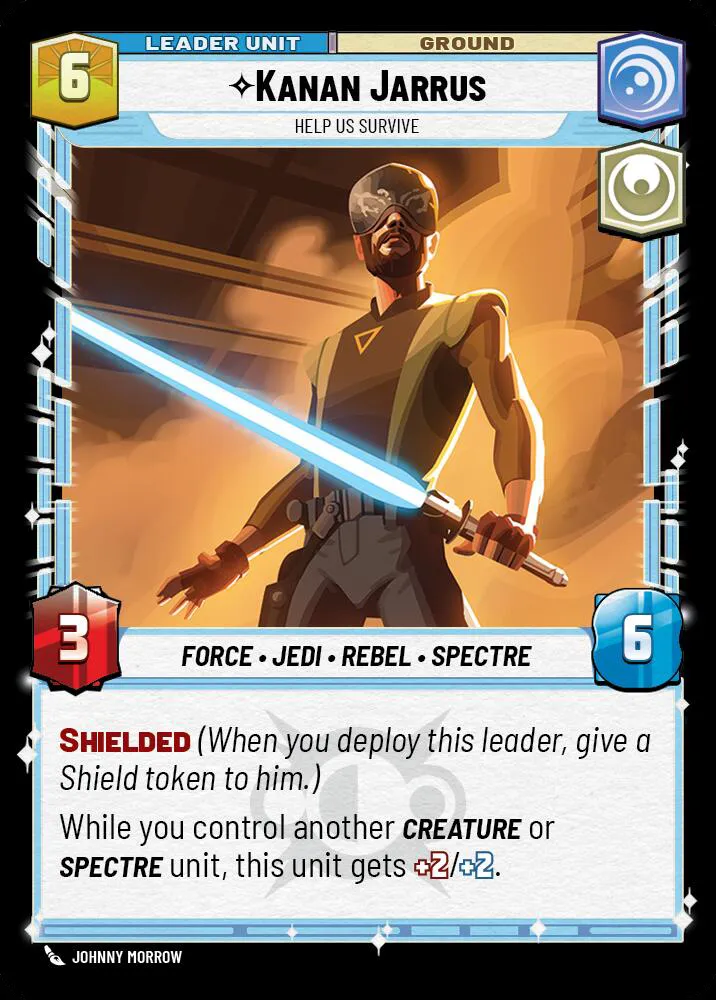 LEADER UNIT
GROUND
6
KANAN JARRUS
HELP US SURVIVE
3
FORCE • JEDI • REBEL • SPECTRE
6
SHIELDED (When you deploy this leader, give a
Shield token to him.)
While you control another CREATURE or
SPECTRE unit, this unit gets +2/+2.
JOHNNY MORROW